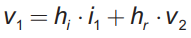 v₁ = hᵢ · i₁ + hᵣ · v₂